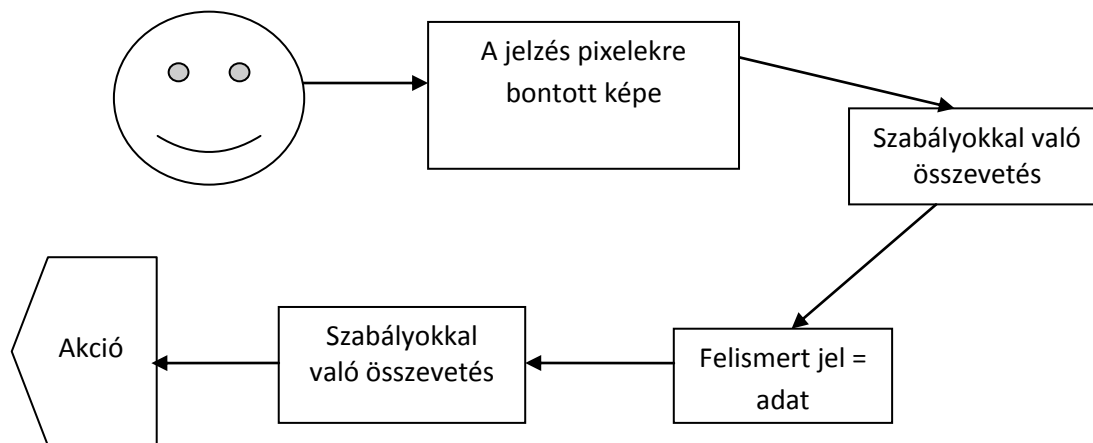 A jelzés pixelekre
bontott képe
Szabályokkal való
összevetés
Felismert jel =
adat
Szabályokkal
való összevetés
Akció